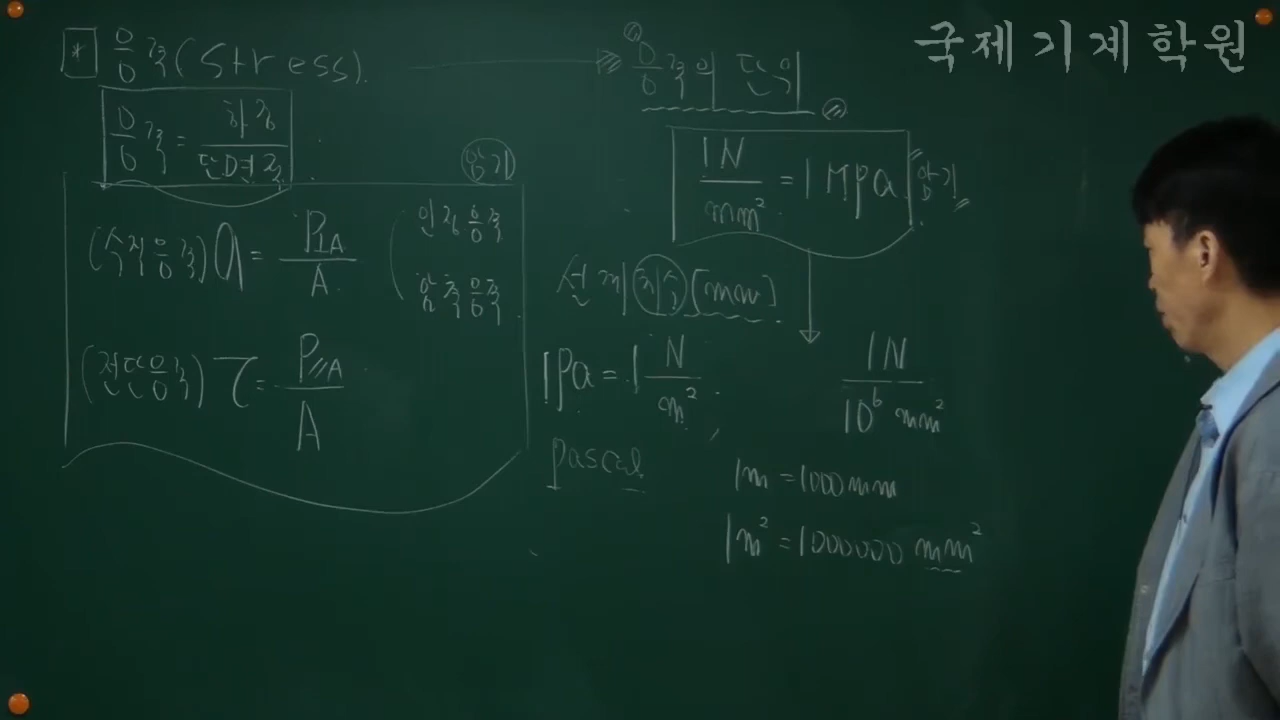 국제기계학원
* 응력(Stress).
응력 = 하중 / 단면적
암기
(수직응력) σ = P⊥A / A
인장응력
압축응력
(전단응력) τ = P//A / A
응력의 단위
1N / mm² = 1MPa 암기
선제 치수 [mm]
1Pa = 1 N / m²
Pascal
1N / 10⁶ mm²
1m = 1000mm
1m² = 1000000 mm²